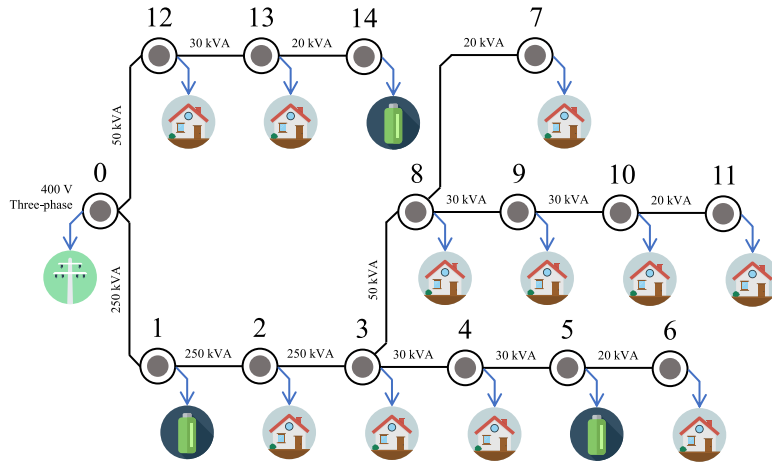 12
13
14
7
30 kVA
20 kVA
20 kVA
50 kVA
0
400 V
Three-phase
8
9
10
11
30 kVA
30 kVA
20 kVA
50 kVA
250 kVA
1
2
3
4
5
6
250 kVA
250 kVA
30 kVA
30 kVA
20 kVA